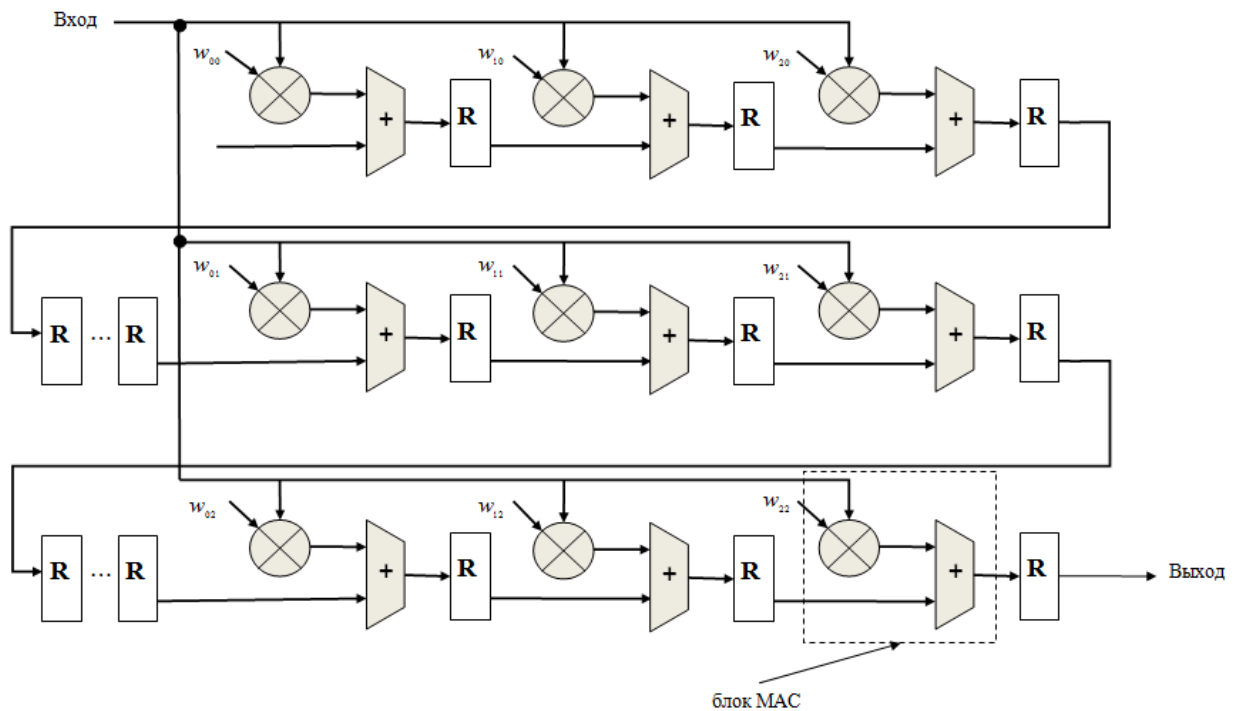 Вход
w₀₀ w₁₀ w₂₀
+ R + R + R
w₀₁ w₁₁ w₂₁
R ... R + R + R + R
w₀₂ w₁₂ w₂₂
R ... R + R + R + R Выход
блок MAC